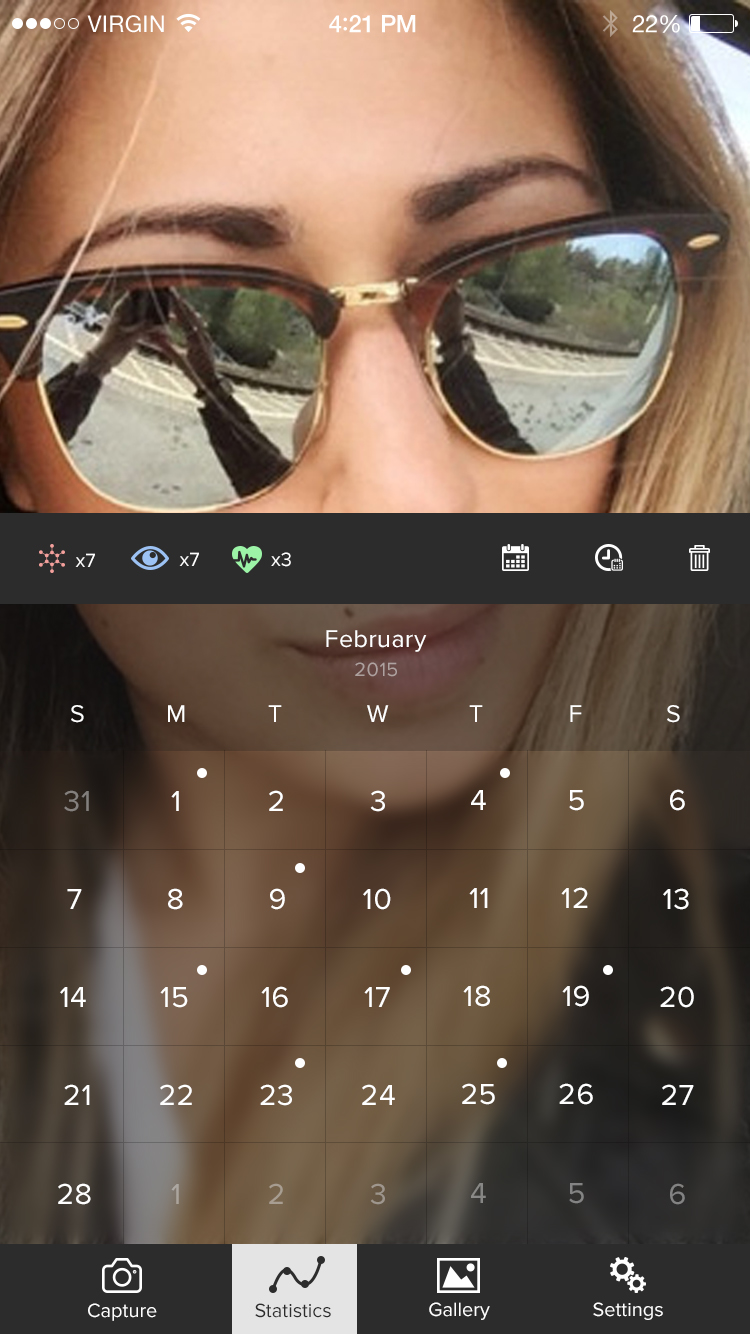 VIRGIN 4:21 PM 22%
x7 x7 x3
February
2015
S M T W T F S
31 1 2 3 4 5 6
7 8 9 10 11 12 13
14 15 16 17 18 19 20
21 22 23 24 25 26 27
28 1 2 3 4 5 6
Capture Statistics Gallery Settings